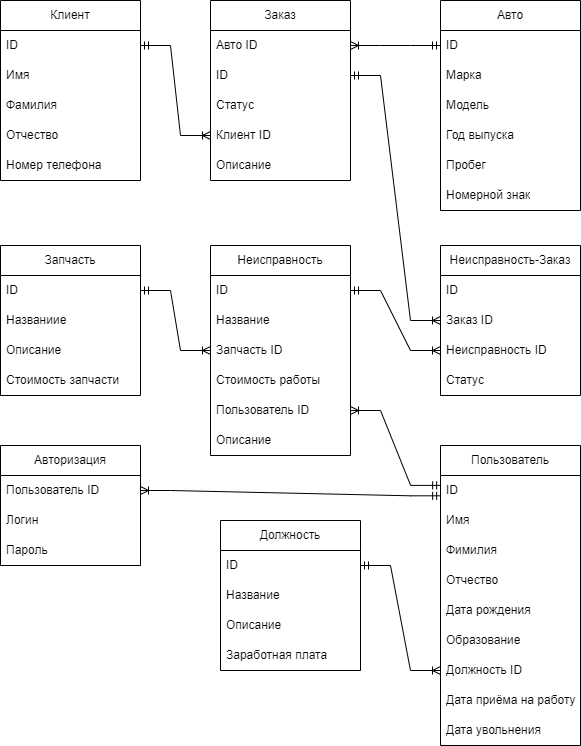 Клиент
ID
Имя
Фамилия
Отчество
Номер телефона
Заказ
Авто ID
ID
Статус
Клиент ID
Описание
Авто
ID
Марка
Модель
Год выпуска
Пробег
Номерной знак
Запчасть
ID
Названиие
Описание
Стоимость запчасти
Неисправность
ID
Название
Запчасть ID
Стоимость работы
Пользователь ID
Описание
Неисправность-Заказ
ID
Заказ ID
Неисправность ID
Статус
Авторизация
Пользователь ID
Логин
Пароль
Должность
ID
Название
Описание
Заработная плата
Пользователь
ID
Имя
Фимилия
Отчество
Дата рождения
Образование
Должность ID
Дата приёма на работу
Дата увольнения